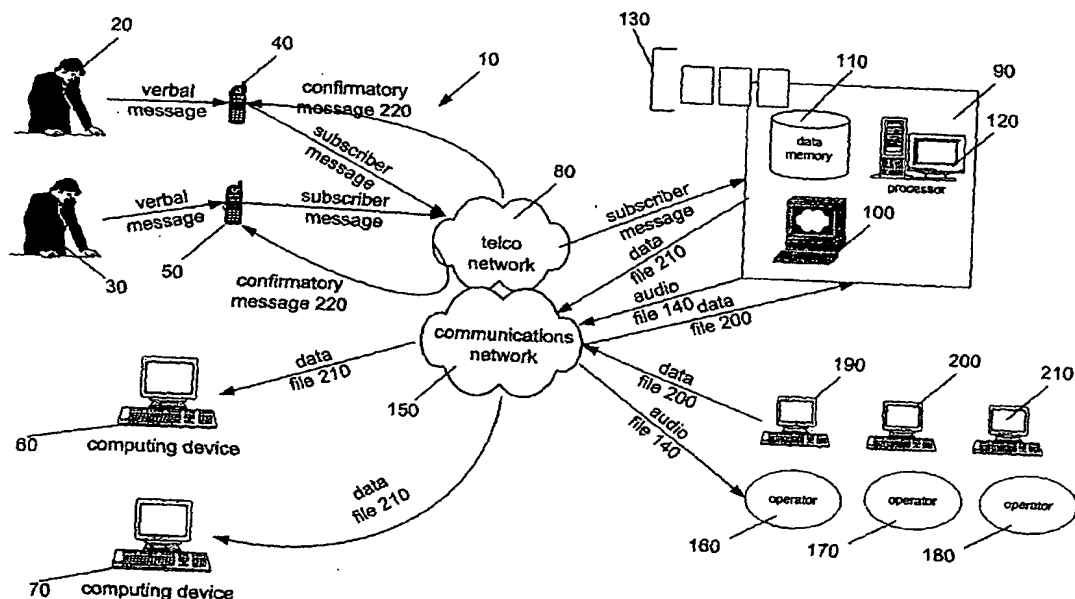 20
40
10
130
110
90
verbal
message
confirmatory
message 220
data
memory
120
processor
subscriber
message
80
subscriber
message
100
verbal
message
subscriber
message
telco
network
data
file 210
30
50
confirmatory
message 220
audio
file 140
data
file 200
communications
network
data
file 210
150
data
file 200
190
200
210
audio
file 140
60
computing device
data
file 210
operator
operator
operator
160
170
180
70
computing device